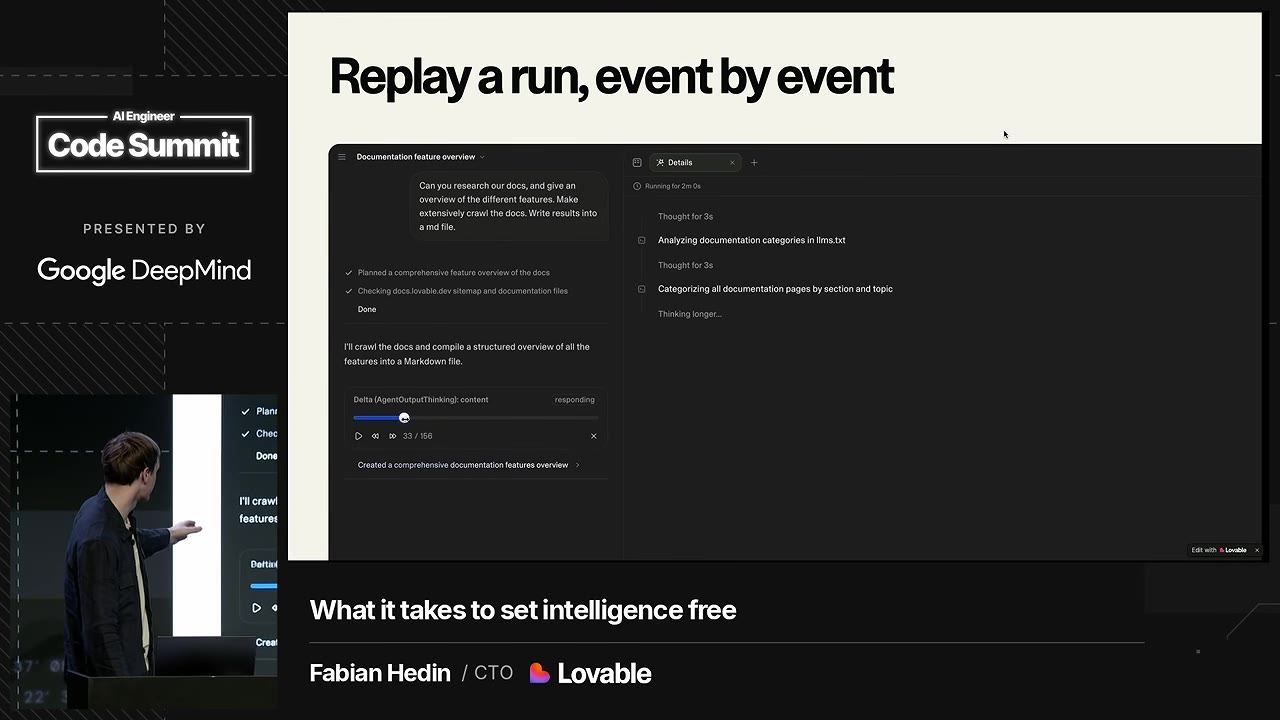 AI Engineer
Code Summit
PRESENTED BY
Google DeepMind
Replay a run, event by event
Documentation feature overview
Can you research our docs, and give an
overview of the different features. Make
extensively crawl the docs. Write results into
a md file.
Planned a comprehensive feature overview of the docs
Checking docs.lovable.dev sitemap and documentation files
Done
I'll crawl the docs and compile a structured overview of all the
features into a Markdown file.
Delta (AgentOutputThinking): content
responding
33 / 156
Created a comprehensive documentation features overview
Details
Running for 2m 0s
Thought for 3s
Analyzing documentation categories in llms.txt
Thought for 3s
Categorizing all documentation pages by section and topic
Thinking longer...
Edit with Lovable
Plann
Chec
Done
I'll crawl
features
Delta
Creat
22'
What it takes to set intelligence free
Fabian Hedin / CTO Lovable